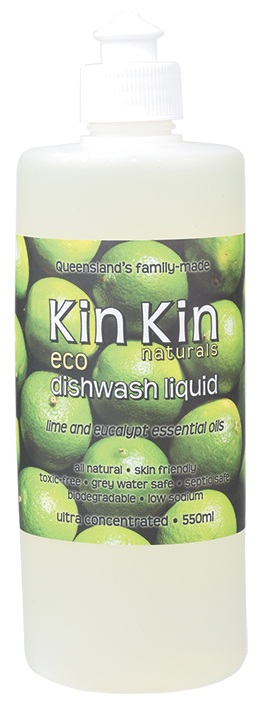 Queensland's family-made
Kin Kin
eco naturals
dishwash liquid
lime and eucalypt essential oils
all natural • skin friendly
toxic-free • grey water safe • septic safe
biodegradable • low sodium
ultra concentrated • 550ml